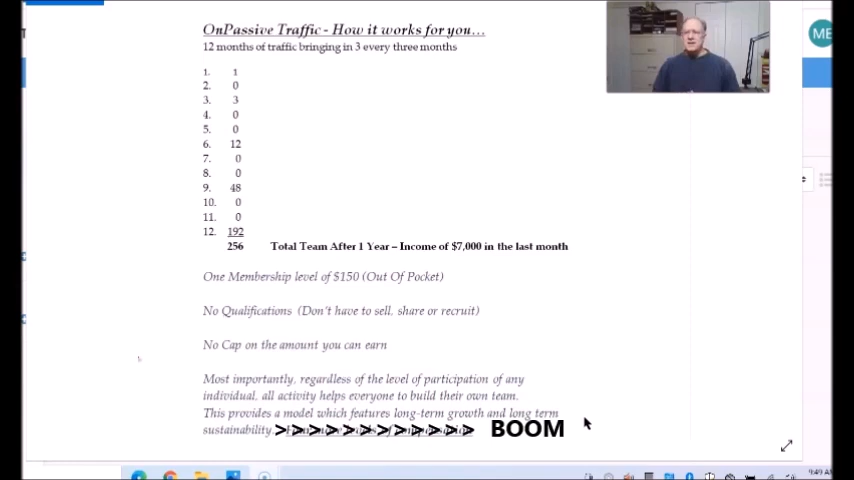 OnPassive Traffic - How it works for you…
12 months of traffic bringing in 3 every three months
1. 1
2. 0
3. 3
4. 0
5. 0
6. 12
7. 0
8. 0
9. 48
10. 0
11. 0
12. 192
256 Total Team After 1 Year – Income of $7,000 in the last month
One Membership level of $150 (Out Of Pocket)
No Qualifications (Don't have to sell, share or recruit)
No Cap on the amount you can earn
Most importantly, regardless of the level of participation of any
individual, all activity helps everyone to build their own team.
This provides a model which features long-term growth and long term
sustainability. >>>>>>>>>>>> BOOM
ME
9:49 AM